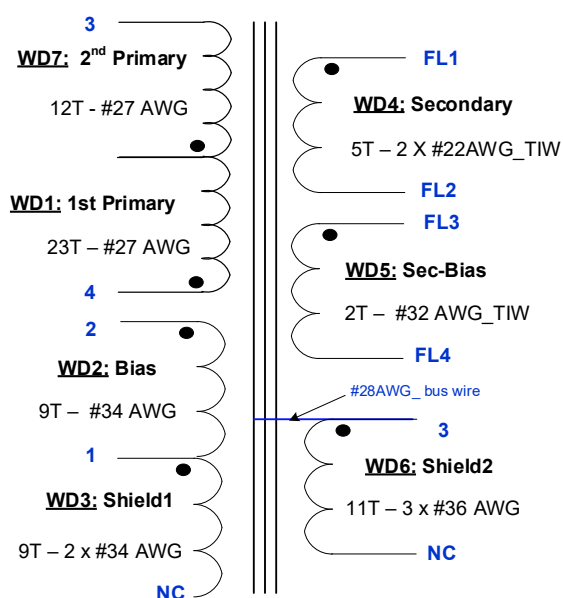 3
WD7: 2nd Primary
12T - #27 AWG
WD1: 1st Primary
23T – #27 AWG
4
2
WD2: Bias
9T – #34 AWG
1
WD3: Shield1
9T – 2 x #34 AWG
NC
FL1
WD4: Secondary
5T – 2 X #22AWG_TIW
FL2
FL3
WD5: Sec-Bias
2T – #32 AWG_TIW
FL4
#28AWG_ bus wire
3
WD6: Shield2
11T – 3 x #36 AWG
NC